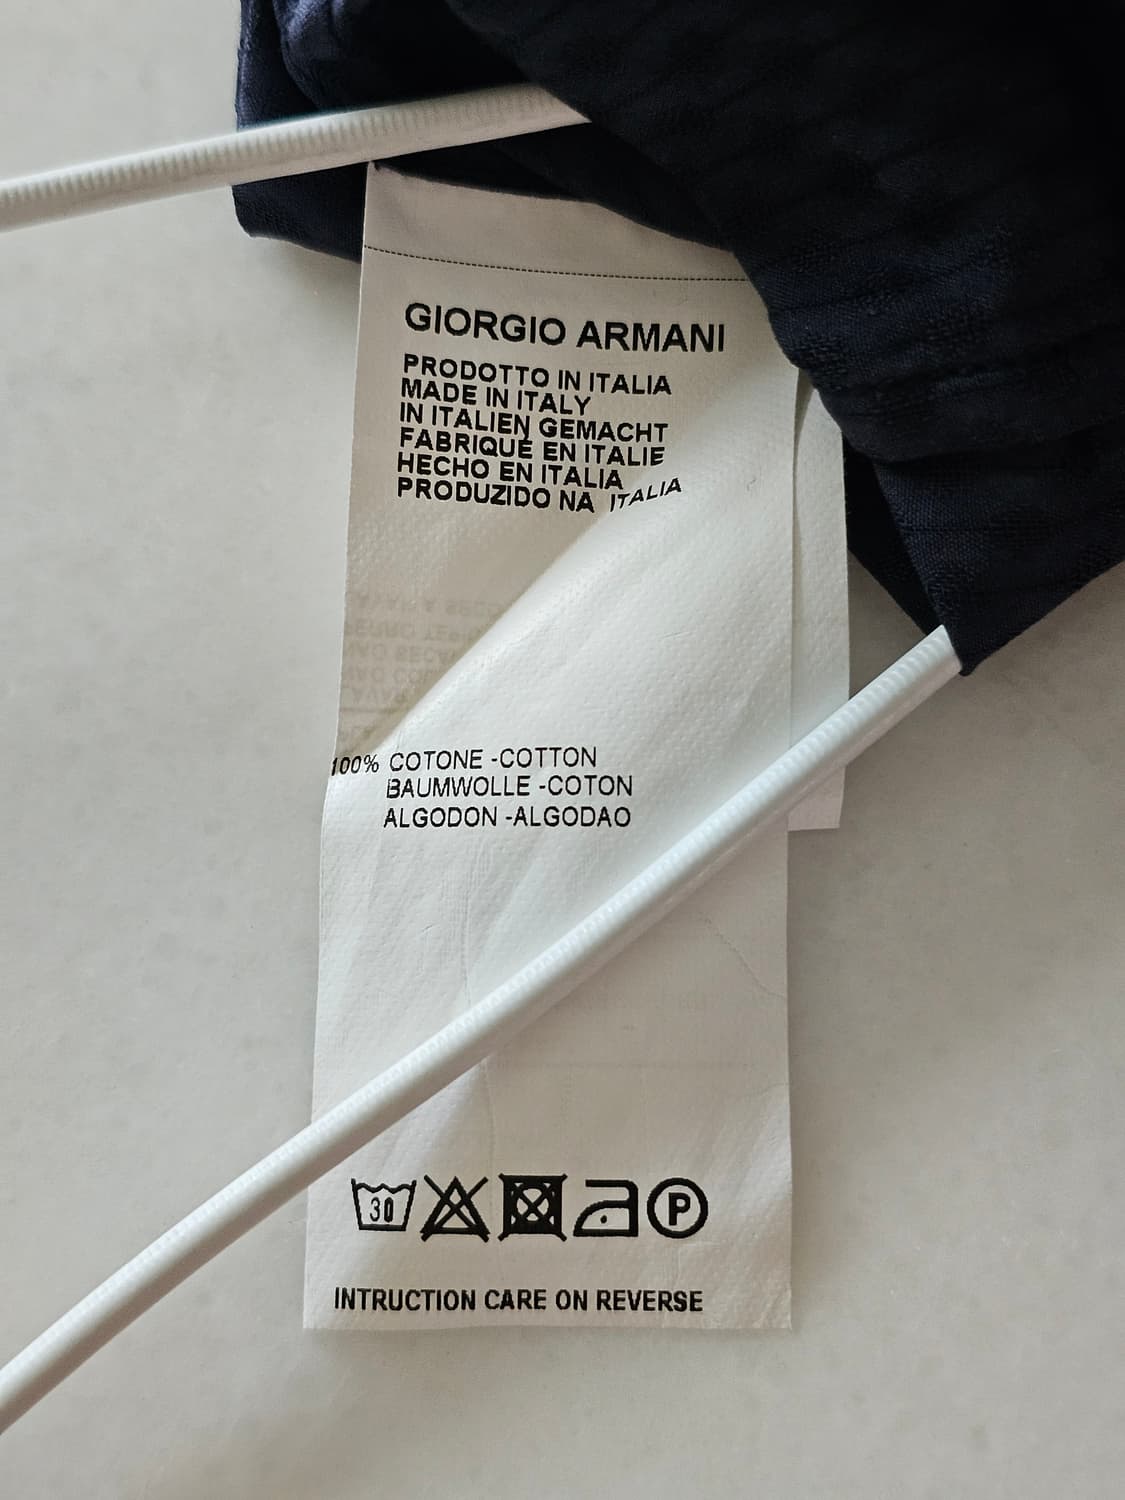 GIORGIO ARMANI
PRODOTTO IN ITALIA
MADE IN ITALY
IN ITALIEN GEMACHT
FABRIQUÉ EN ITALIE
HECHO EN ITALIA
PRODUZIDO NA ITALIA
100% COTONE -COTTON
BAUMWOLLE -COTON
ALGODON -ALGODAO
30
P
INTRUCTION CARE ON REVERSE